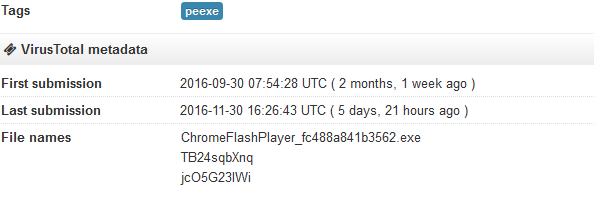 Tags peexe
VirusTotal metadata
First submission 2016-09-30 07:54:28 UTC ( 2 months, 1 week ago )
Last submission 2016-11-30 16:26:43 UTC ( 5 days, 21 hours ago )
File names ChromeFlashPlayer_fc488a841b3562.exe
TB24sqbXnq
jcO5G23IWi